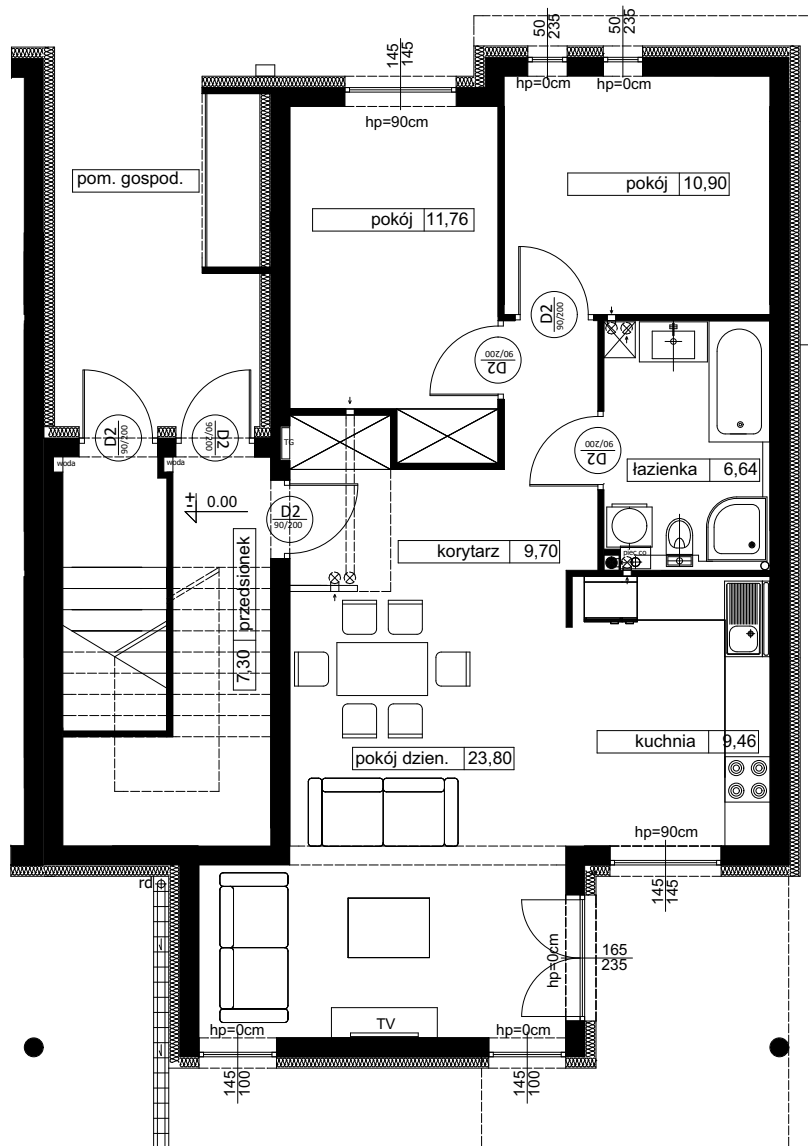 50
235
50
235
145
145
hp=0cm
hp=0cm
hp=90cm
pom. gospod.
pokój 10,90
pokój 11,76
D2
90/200
D2
90/200
D2
90/200
D2
90/200
D2
90/200
TG
woda
woda
łazienka 6,64
± 0.00
D2
90/200
korytarz 9,70
piec co
7,30 przedsionek
kuchnia 9,46
pokój dzien. 23,80
hp=90cm
145
145
rd
hp=0cm
165
235
TV
hp=0cm
hp=0cm
145
100
145
100